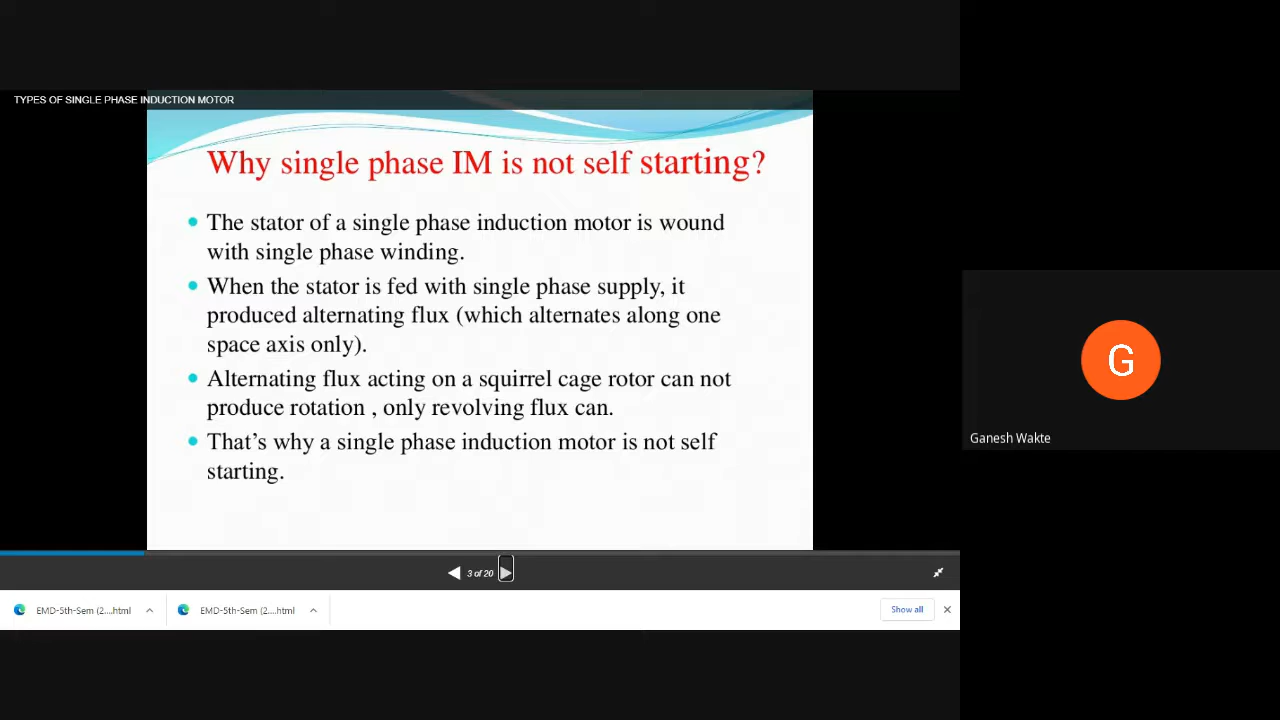 TYPES OF SINGLE PHASE INDUCTION MOTOR
Why single phase IM is not self starting?
The stator of a single phase induction motor is wound
with single phase winding.
When the stator is fed with single phase supply, it
produced alternating flux (which alternates along one
space axis only).
Alternating flux acting on a squirrel cage rotor can not
produce rotation , only revolving flux can.
That's why a single phase induction motor is not self
starting.
G
Ganesh Wakte
3 of 20
EMD-5th-Sem (2....html
EMD-5th-Sem (2....html
Show all